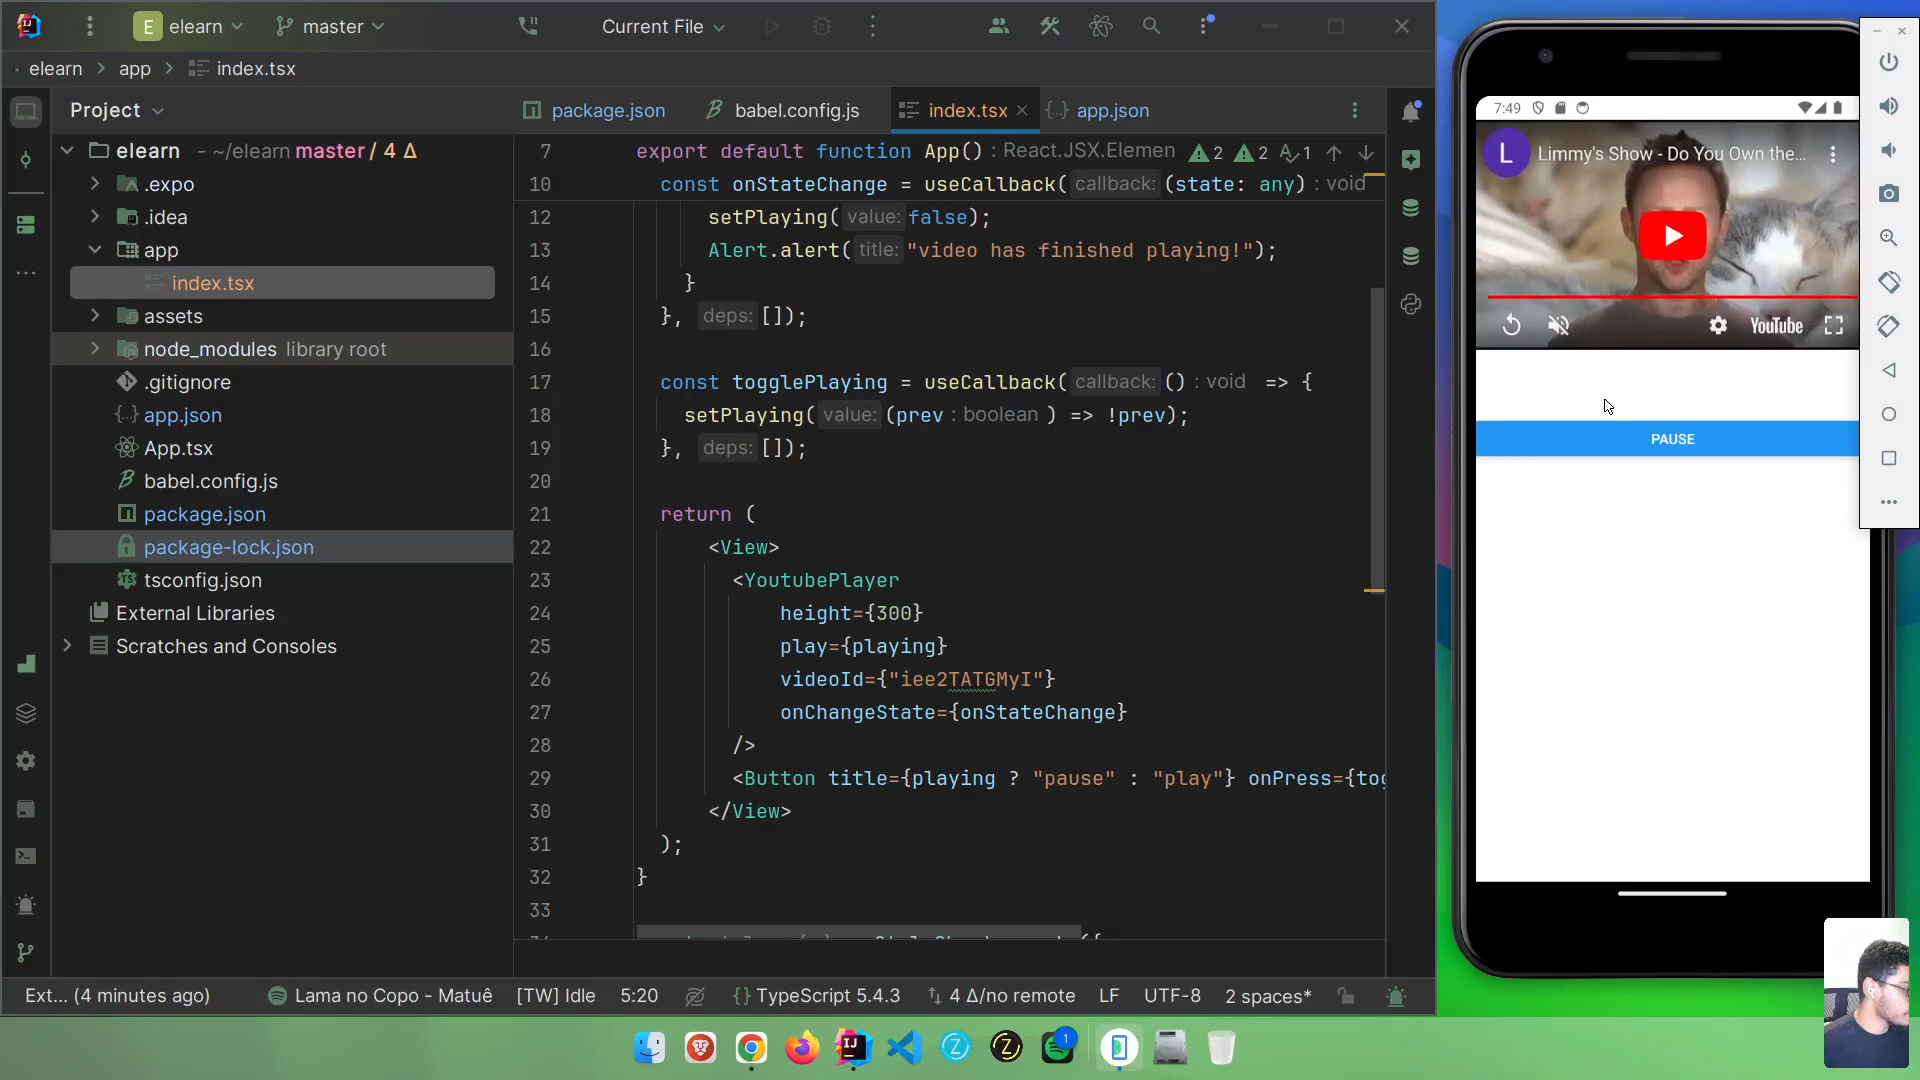 E elearn
master
Current File
elearn > app > index.tsx
Project
package.json
babel.config.js
index.tsx
app.json
elearn - ~/elearn master / 4 Δ
.expo
.idea
app
index.tsx
assets
node_modules library root
.gitignore
app.json
App.tsx
babel.config.js
package.json
package-lock.json
tsconfig.json
External Libraries
Scratches and Consoles
7 export default function App() : React.JSX.Elemen
2 2 1
10 const onStateChange = useCallback( callback: (state: any) : void
12 setPlaying( value: false);
13 Alert.alert( title: "video has finished playing!");
14 }
15 }, deps: []);
16
17 const togglePlaying = useCallback( callback: () : void => {
18 setPlaying( value: (prev : boolean ) => !prev);
19 }, deps: []);
20
21 return (
22 <View>
23 <YoutubePlayer
24 height={300}
25 play={playing}
26 videoId={"iee2TATGMyI"}
27 onChangeState={onStateChange}
28 />
29 <Button title={playing ? "pause" : "play"} onPress={tog
30 </View>
31 );
32 }
33
Ext... (4 minutes ago)
Lama no Copo - Matuê
[TW] Idle
5:20
TypeScript 5.4.3
4 Δ/no remote
LF
UTF-8
2 spaces*
7:49
L
Limmy's Show - Do You Own the...
YouTube
PAUSE
1